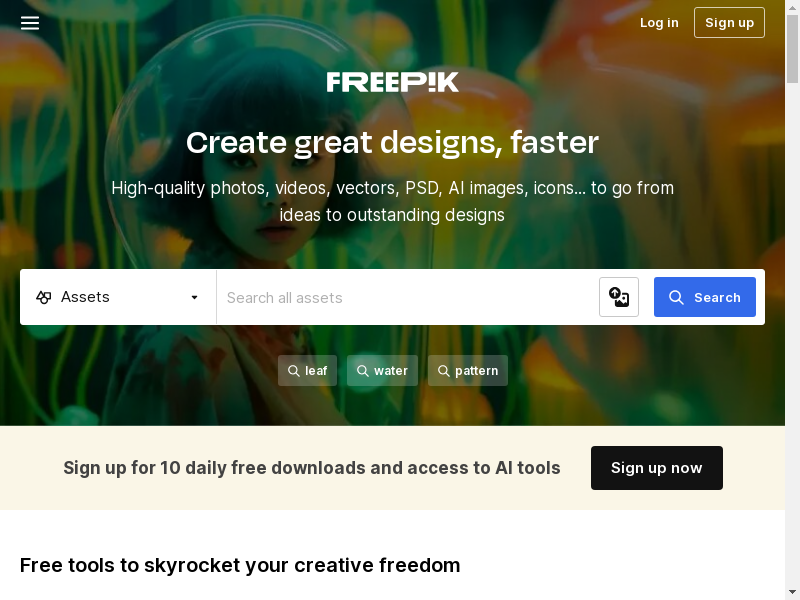 Log in
Sign up
FREEP!K
Create great designs, faster
High-quality photos, videos, vectors, PSD, AI images, icons... to go from
ideas to outstanding designs
Assets
Search all assets
Search
leaf
water
pattern
Sign up for 10 daily free downloads and access to AI tools
Sign up now
Free tools to skyrocket your creative freedom